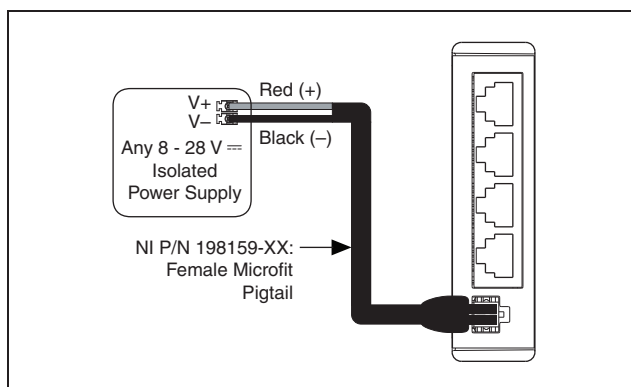 V+
V–
Any 8 - 28 V ⎓
Isolated
Power Supply
Red (+)
Black (–)
NI P/N 198159-XX:
Female Microfit
Pigtail